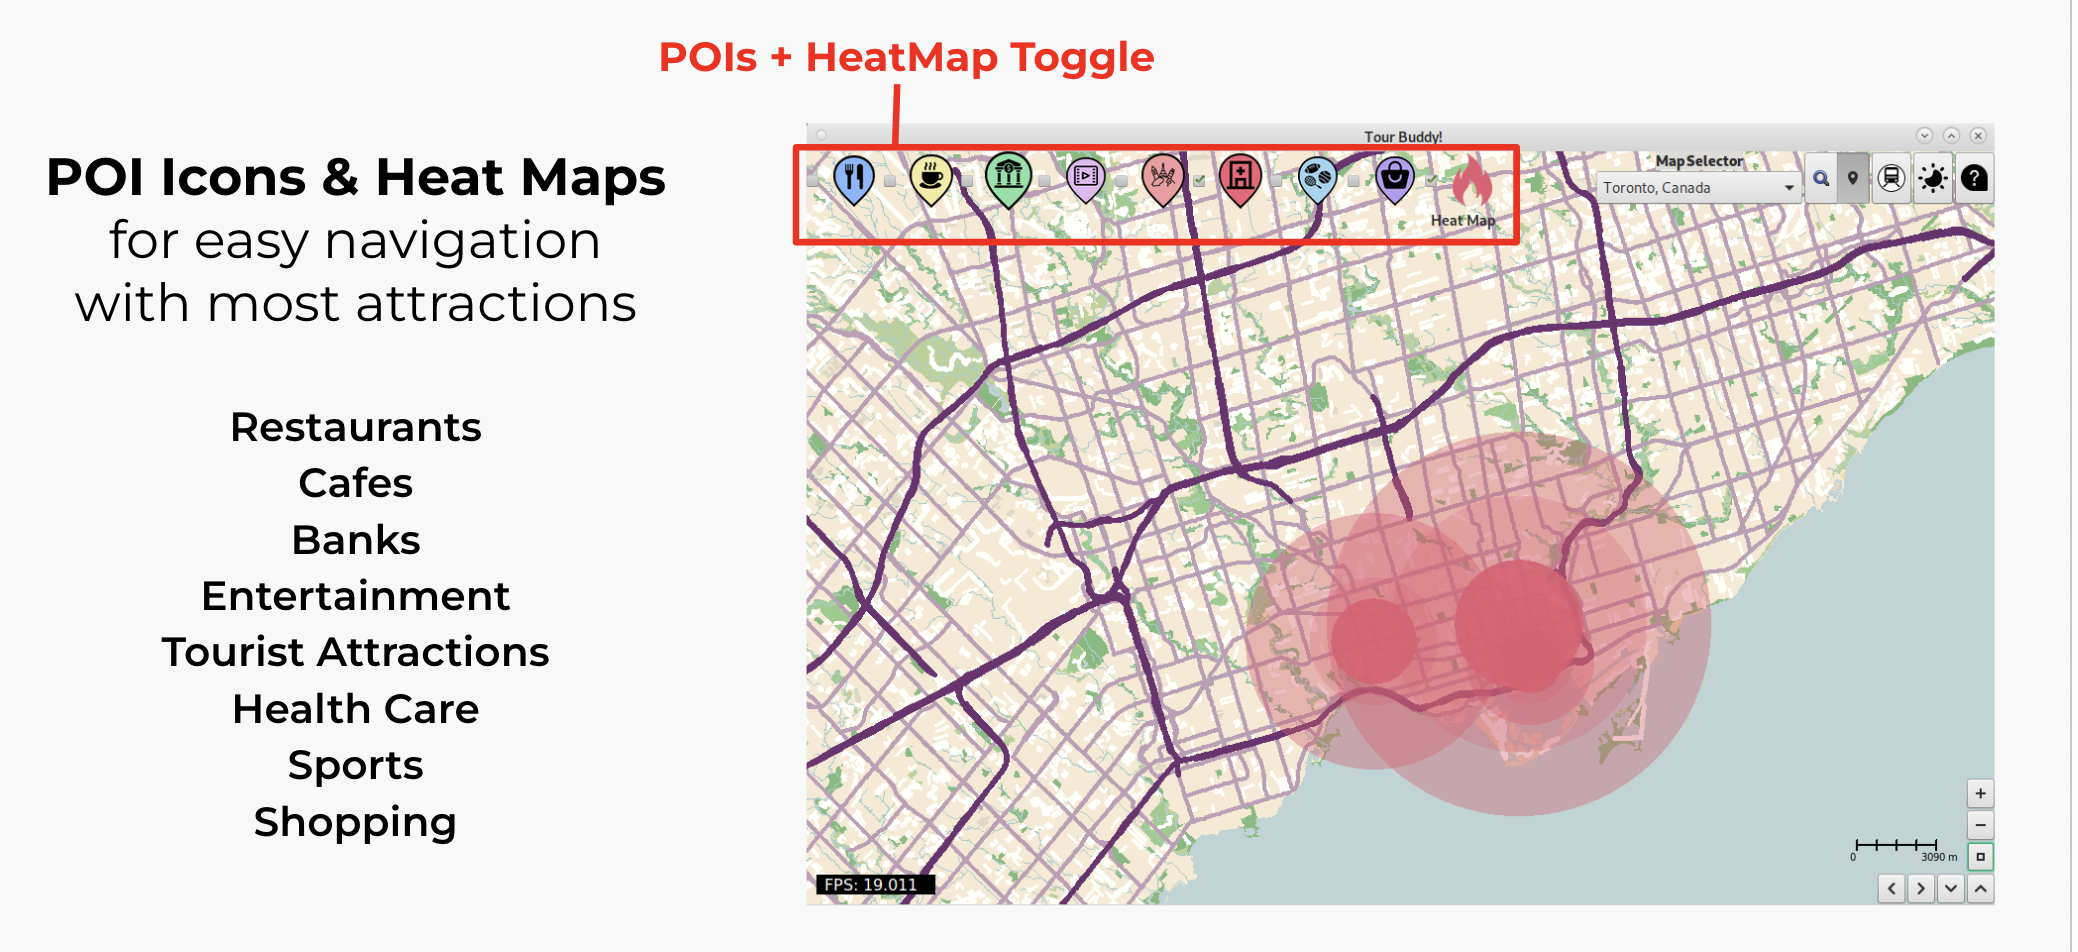 POIs + HeatMap Toggle
POI Icons & Heat Maps
for easy navigation
with most attractions
Restaurants
Cafes
Banks
Entertainment
Tourist Attractions
Health Care
Sports
Shopping
Tour Buddy!
Heat Map
Map Selector
Toronto, Canada
?
+
−
0 3090 m
FPS: 19.011